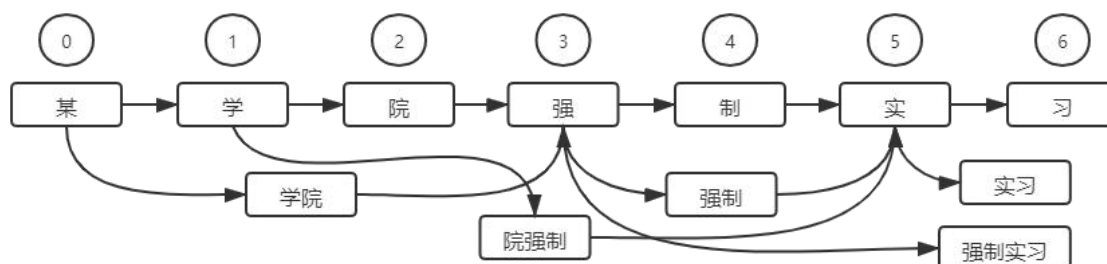 0 1 2 3 4 5 6
某 学 院 强 制 实 习
学院 强制 实习
院强制 强制实习